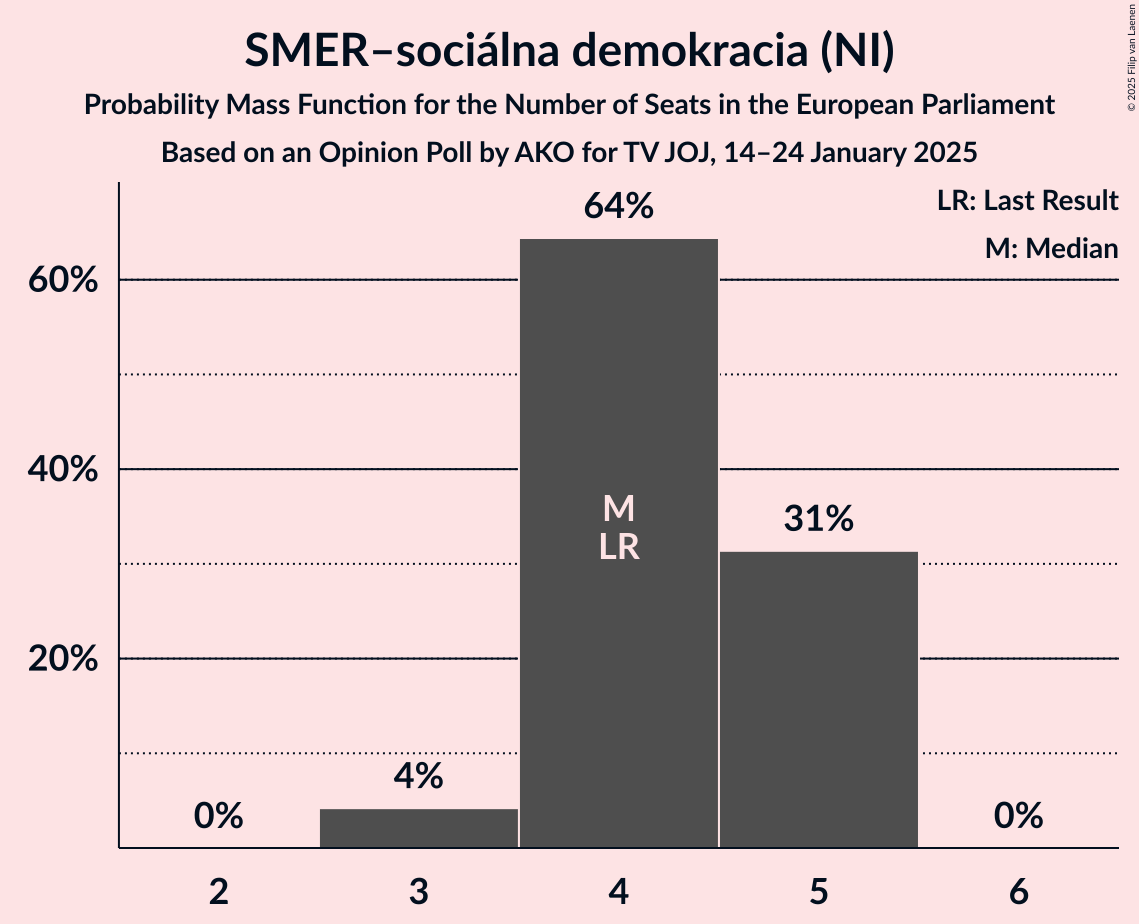 SMER–sociálna demokracia (NI)
Probability Mass Function for the Number of Seats in the European Parliament
Based on an Opinion Poll by AKO for TV JOJ, 14–24 January 2025
© 2025 Filip van Laenen
LR: Last Result
M: Median
60%
40%
20%
0%
4%
64%
31%
0%
M
LR
2
3
4
5
6